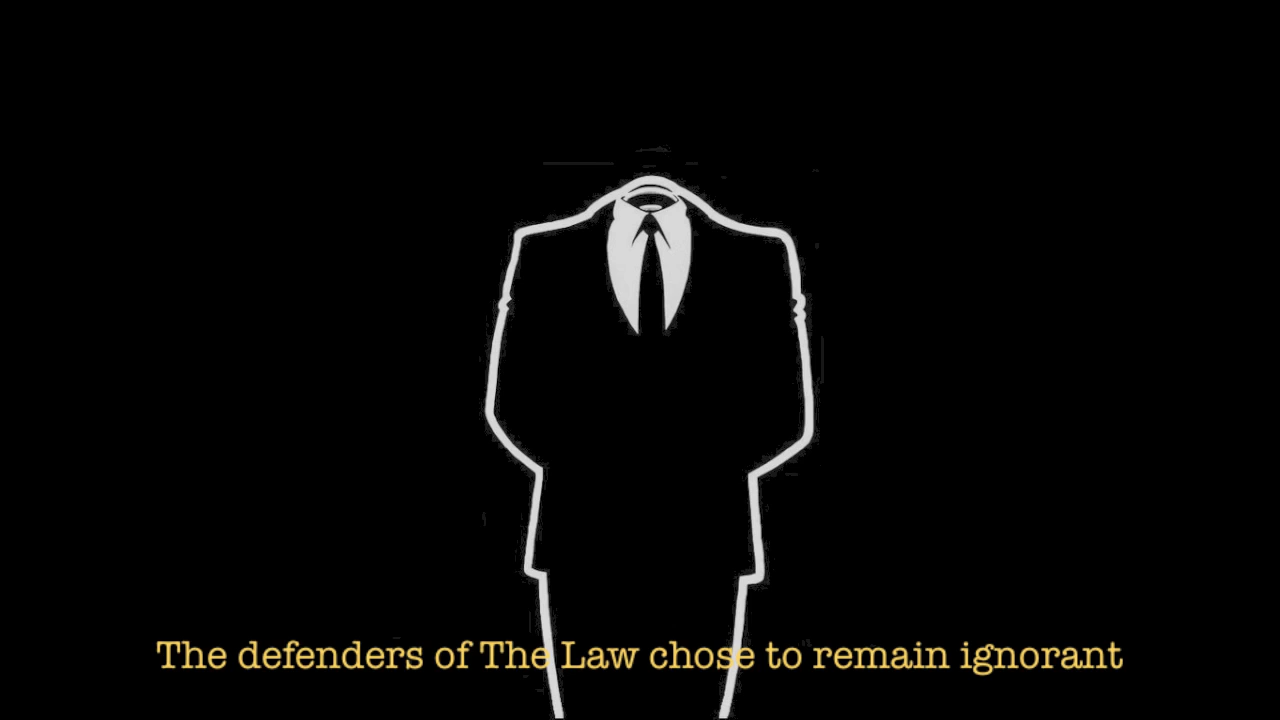 The defenders of The Law chose to remain ignorant